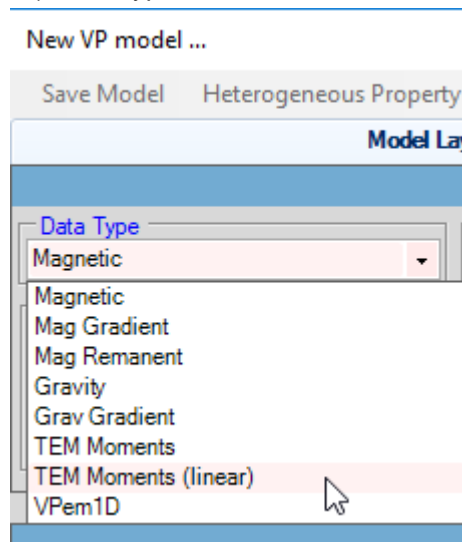 New VP model ...
Save Model Heterogeneous Property
Model
Data Type
Magnetic
Magnetic
Mag Gradient
Mag Remanent
Gravity
Grav Gradient
TEM Moments
TEM Moments (linear)
VPem1D